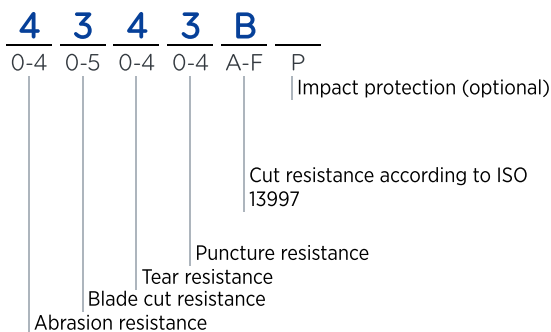 4 3 4 3 B
0-4 0-5 0-4 0-4 A-F P
Impact protection (optional)
Cut resistance according to ISO
13997
Puncture resistance
Tear resistance
Blade cut resistance
Abrasion resistance